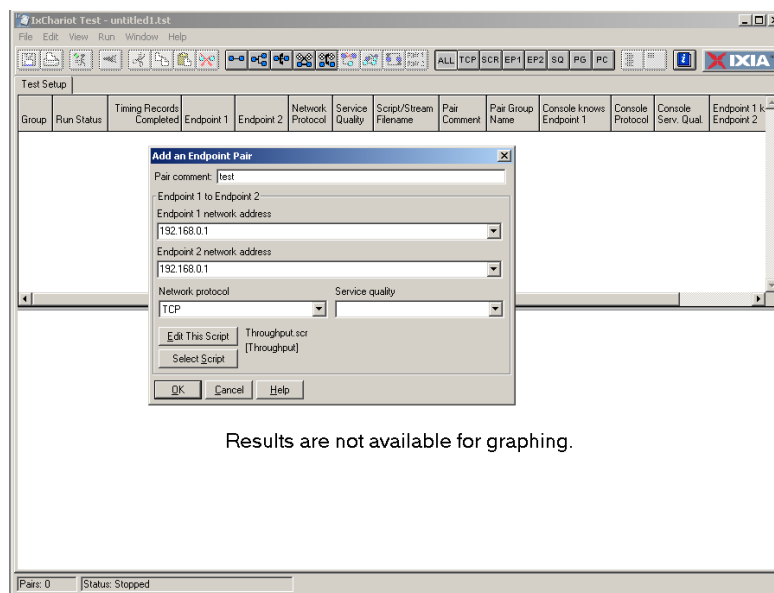 IxChariot Test - untitled1.tst
File Edit View Run Window Help
ALL TCP SCR EP1 EP2 SQ PG PC IXIA
Test Setup
Group Run Status Timing Records Completed Endpoint 1 Endpoint 2 Network Protocol Service Quality Script/Stream Filename Pair Comment Pair Group Name Console knows Endpoint 1 Console Protocol Console Serv. Qual. Endpoint 1 k Endpoint 2
Add an Endpoint Pair
Pair comment: test
Endpoint 1 to Endpoint 2
Endpoint 1 network address
192.168.0.1
Endpoint 2 network address
192.168.0.1
Network protocol Service quality
TCP
Edit This Script Throughput.scr
[Throughput]
Select Script
OK Cancel Help
Results are not available for graphing.
Pairs: 0 Status: Stopped